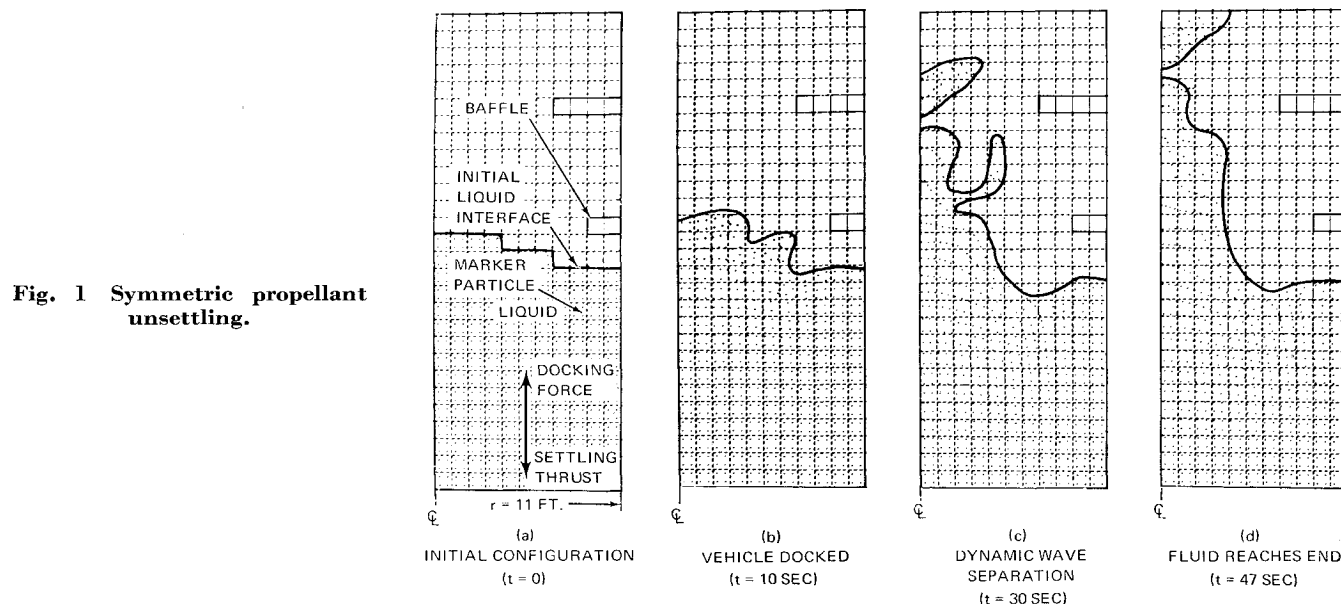 Fig. 1 Symmetric propellant
unsettling.
BAFFLE
INITIAL
LIQUID
INTERFACE
MARKER
PARTICLE
LIQUID
DOCKING
FORCE
SETTLING
THRUST
℄
r = 11 FT.
(a)
INITIAL CONFIGURATION
(t = 0)
℄
(b)
VEHICLE DOCKED
(t = 10 SEC)
℄
(c)
DYNAMIC WAVE
SEPARATION
(t = 30 SEC)
℄
(d)
FLUID REACHES END
(t = 47 SEC)